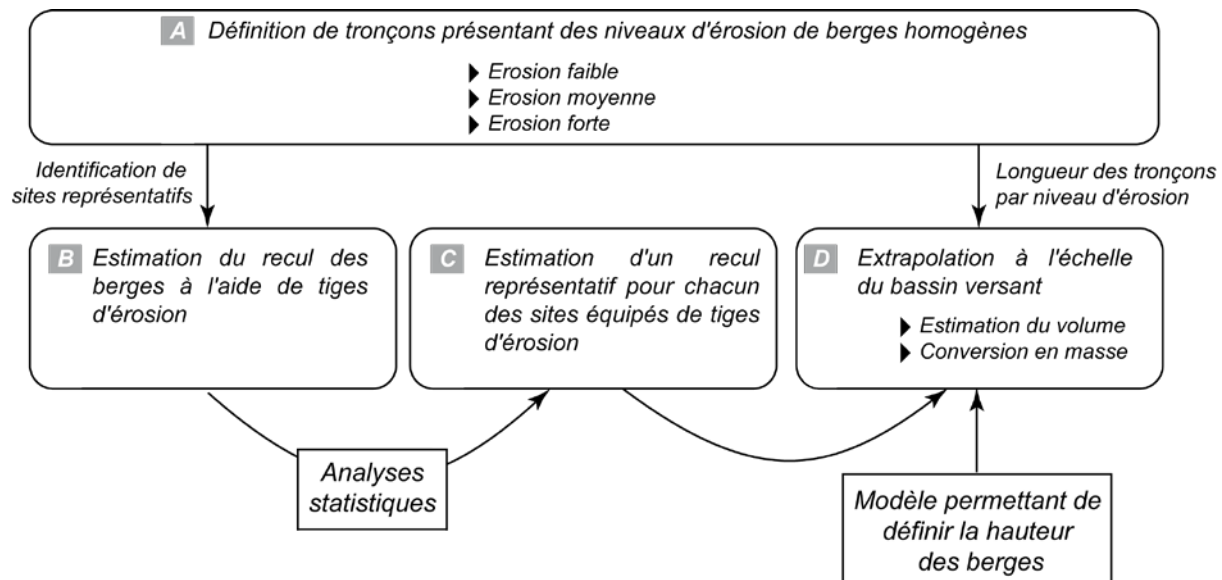 A Définition de tronçons présentant des niveaux d'érosion de berges homogènes
Erosion faible
Erosion moyenne
Erosion forte
Identification de
sites représentatifs
Longueur des tronçons
par niveau d'érosion
B Estimation du recul des
berges à l'aide de tiges
d'érosion
C Estimation d'un recul
représentatif pour chacun
des sites équipés de tiges
d'érosion
D Extrapolation à l'échelle
du bassin versant
Estimation du volume
Conversion en masse
Analyses
statistiques
Modèle permettant de
définir la hauteur
des berges